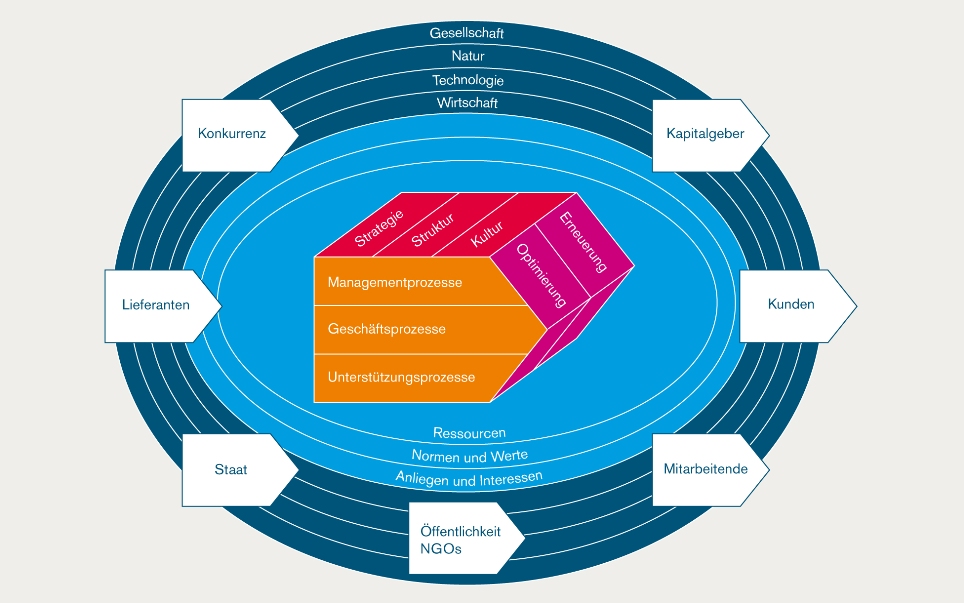 Gesellschaft
Natur
Technologie
Wirtschaft
Konkurrenz
Kapitalgeber
Strategie
Struktur
Kultur
Erneuerung
Optimierung
Managementprozesse
Lieferanten
Kunden
Geschäftsprozesse
Unterstützungsprozesse
Ressourcen
Normen und Werte
Staat
Mitarbeitende
Anliegen und Interessen
Öffentlichkeit
NGOs